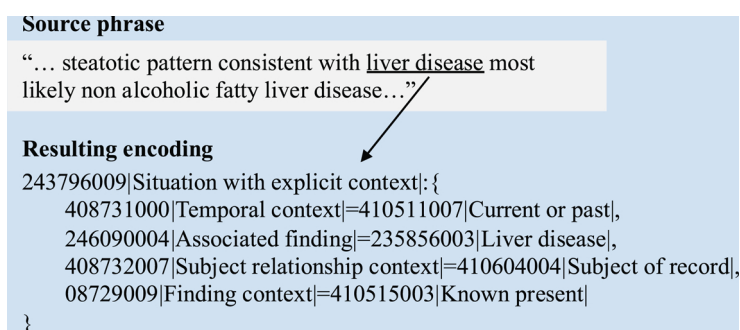 Source phrase
“… steatotic pattern consistent with liver disease most
likely non alcoholic fatty liver disease…”
Resulting encoding
243796009|Situation with explicit context|:{
408731000|Temporal context|=410511007|Current or past|,
246090004|Associated finding|=235856003|Liver disease|,
408732007|Subject relationship context|=410604004|Subject of record|,
08729009|Finding context|=410515003|Known present|
}